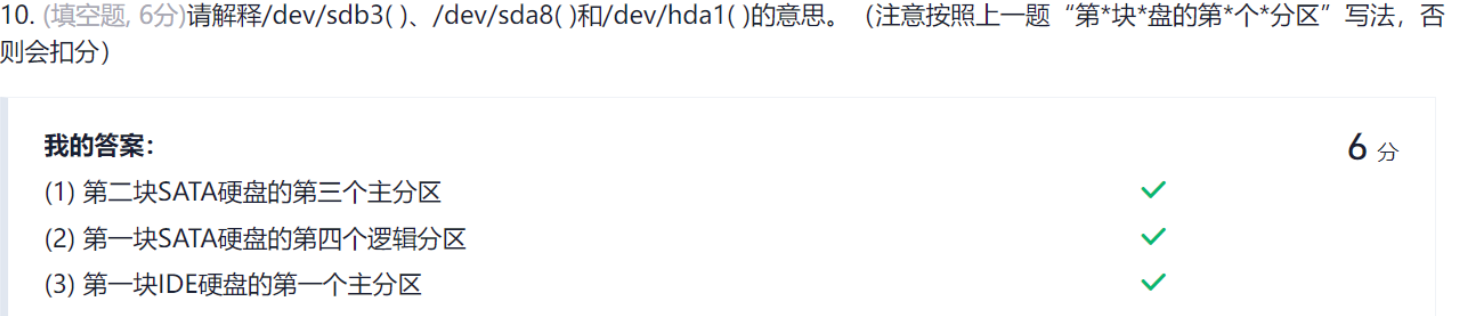 10. (填空题, 6分)请解释/dev/sdb3( )、/dev/sda8( )和/dev/hda1( )的意思。（注意按照上一题“第*块*盘的第*个*分区”写法，否
则会扣分）
我的答案：
6 分
(1) 第二块SATA硬盘的第三个主分区
(2) 第一块SATA硬盘的第四个逻辑分区
(3) 第一块IDE硬盘的第一个主分区